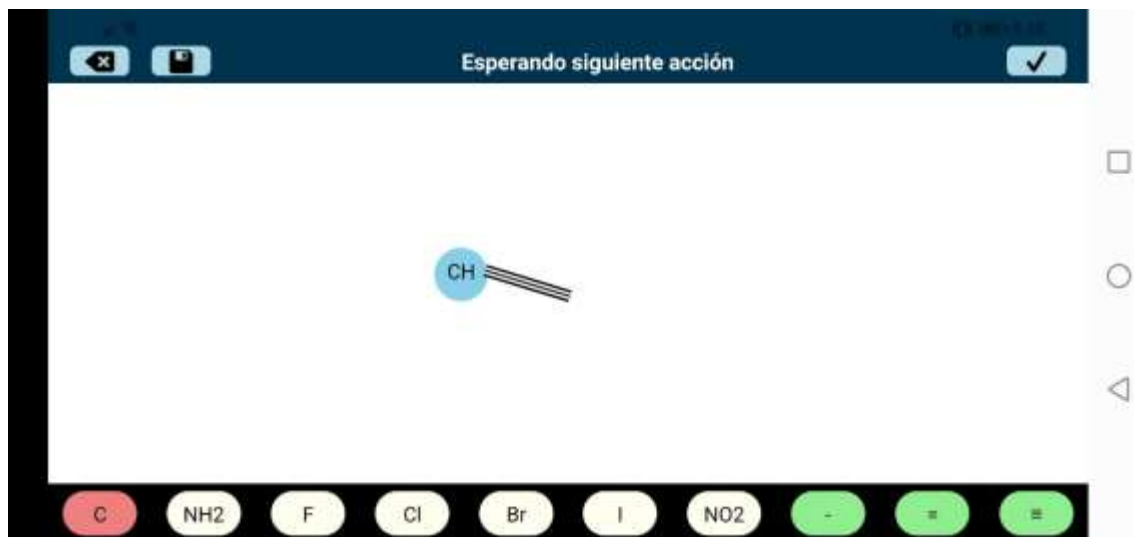 Esperando siguiente acción
CH
C NH2 F Cl Br I NO2 - = ≡